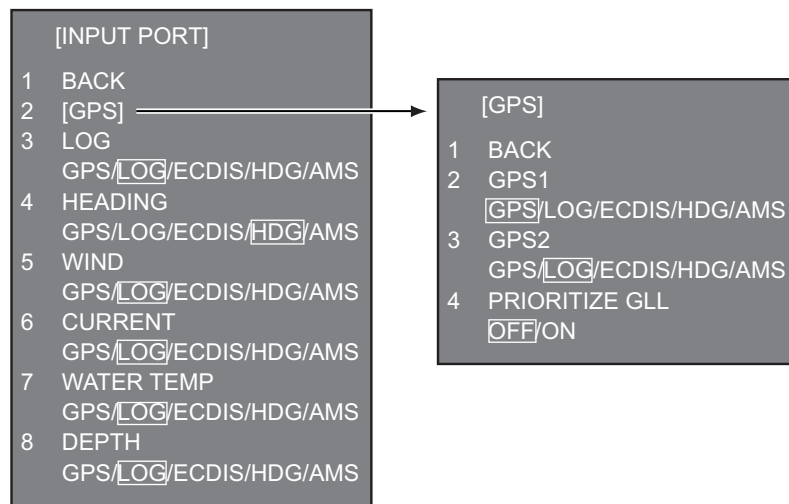 [INPUT PORT]
1 BACK
2 [GPS]
3 LOG
GPS/LOG/ECDIS/HDG/AMS
4 HEADING
GPS/LOG/ECDIS/HDG/AMS
5 WIND
GPS/LOG/ECDIS/HDG/AMS
6 CURRENT
GPS/LOG/ECDIS/HDG/AMS
7 WATER TEMP
GPS/LOG/ECDIS/HDG/AMS
8 DEPTH
GPS/LOG/ECDIS/HDG/AMS
[GPS]
1 BACK
2 GPS1
GPS/LOG/ECDIS/HDG/AMS
3 GPS2
GPS/LOG/ECDIS/HDG/AMS
4 PRIORITIZE GLL
OFF/ON